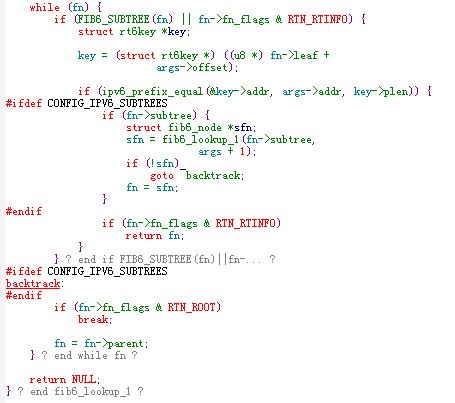 while (fn) {
if (FIB6_SUBTREE(fn) || fn->fn_flags & RTN_RTINFO) {
struct rt6key *key;
key = (struct rt6key *) ((u8 *) fn->leaf +
args->offset);
if (ipv6_prefix_equal(&key->addr, args->addr, key->plen)) {
#ifdef CONFIG_IPV6_SUBTREES
if (fn->subtree) {
struct fib6_node *sfn;
sfn = fib6_lookup_1(fn->subtree,
args + 1);
if (!sfn)
goto backtrack;
fn = sfn;
}
#endif
if (fn->fn_flags & RTN_RTINFO)
return fn;
}
} ? end if FIB6_SUBTREE(fn)||fn-... ?
#ifdef CONFIG_IPV6_SUBTREES
backtrack:
#endif
if (fn->fn_flags & RTN_ROOT)
break;
fn = fn->parent;
} ? end while fn ?
return NULL;
} ? end fib6_lookup_1 ?